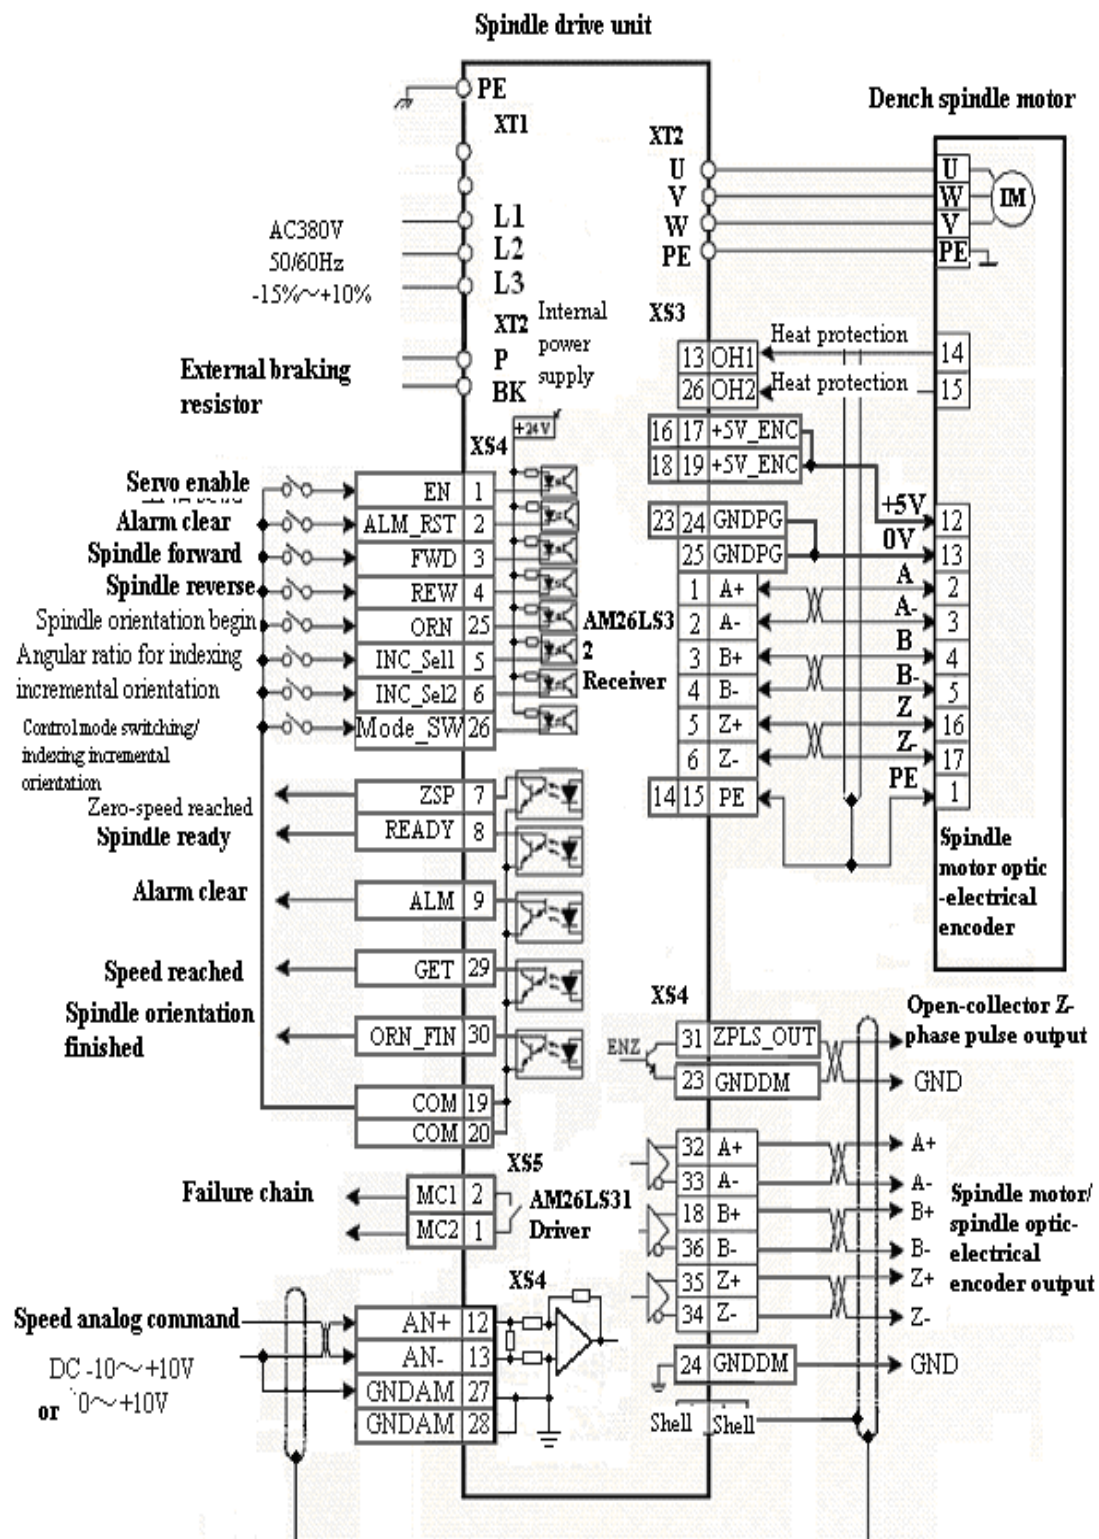 Spindle drive unit
PE
XT1
Dench spindle motor
XT2
U
V
W
PE
U
W
V
PE
IM
AC380V
50/60Hz
-15%～+10%
L1
L2
L3
XT2
Internal
power
supply
P
BK
External braking
resistor
+24V
XS3
13 OH1
26 OH2
Heat protection
Heat protection
14
15
16 17 +5V_ENC
18 19 +5V_ENC
23 24 GNDPG
25 GNDPG
+5V
12
0V
13
1 A+
A
2
2 A-
A-
3
3 B+
B
4
4 B-
B-
5
5 Z+
Z
16
6 Z-
Z-
17
14 15 PE
PE
1
Spindle
motor optic
-electrical
encoder
XS4
Servo enable
EN 1
Alarm clear
ALM_RST 2
Spindle forward
FWD 3
Spindle reverse
REW 4
Spindle orientation begin
ORN 25
Angular ratio for indexing
incremental orientation
INC_Sel1 5
INC_Sel2 6
Control mode switching/
indexing incremental
orientation
Mode_SW 26
AM26LS3
2
Receiver
Zero-speed reached
ZSP 7
Spindle ready
READY 8
Alarm clear
ALM 9
Speed reached
GET 29
Spindle orientation
finished
ORN_FIN 30
COM 19
COM 20
XS5
Failure chain
MC1 2
MC2 1
AM26LS31
Driver
XS4
Speed analog command
DC -10～+10V
or 0～+10V
AN+ 12
AN- 13
GNDAM 27
GNDAM 28
XS4
ENZ
31 ZPLS_OUT
23 GNDDM
Open-collector Z-
phase pulse output
GND
32 A+
A+
33 A-
A-
18 B+
B+
36 B-
B-
35 Z+
Z+
34 Z-
Z-
Spindle motor/
spindle optic-
electrical
encoder output
24 GNDDM
GND
Shell
Shell